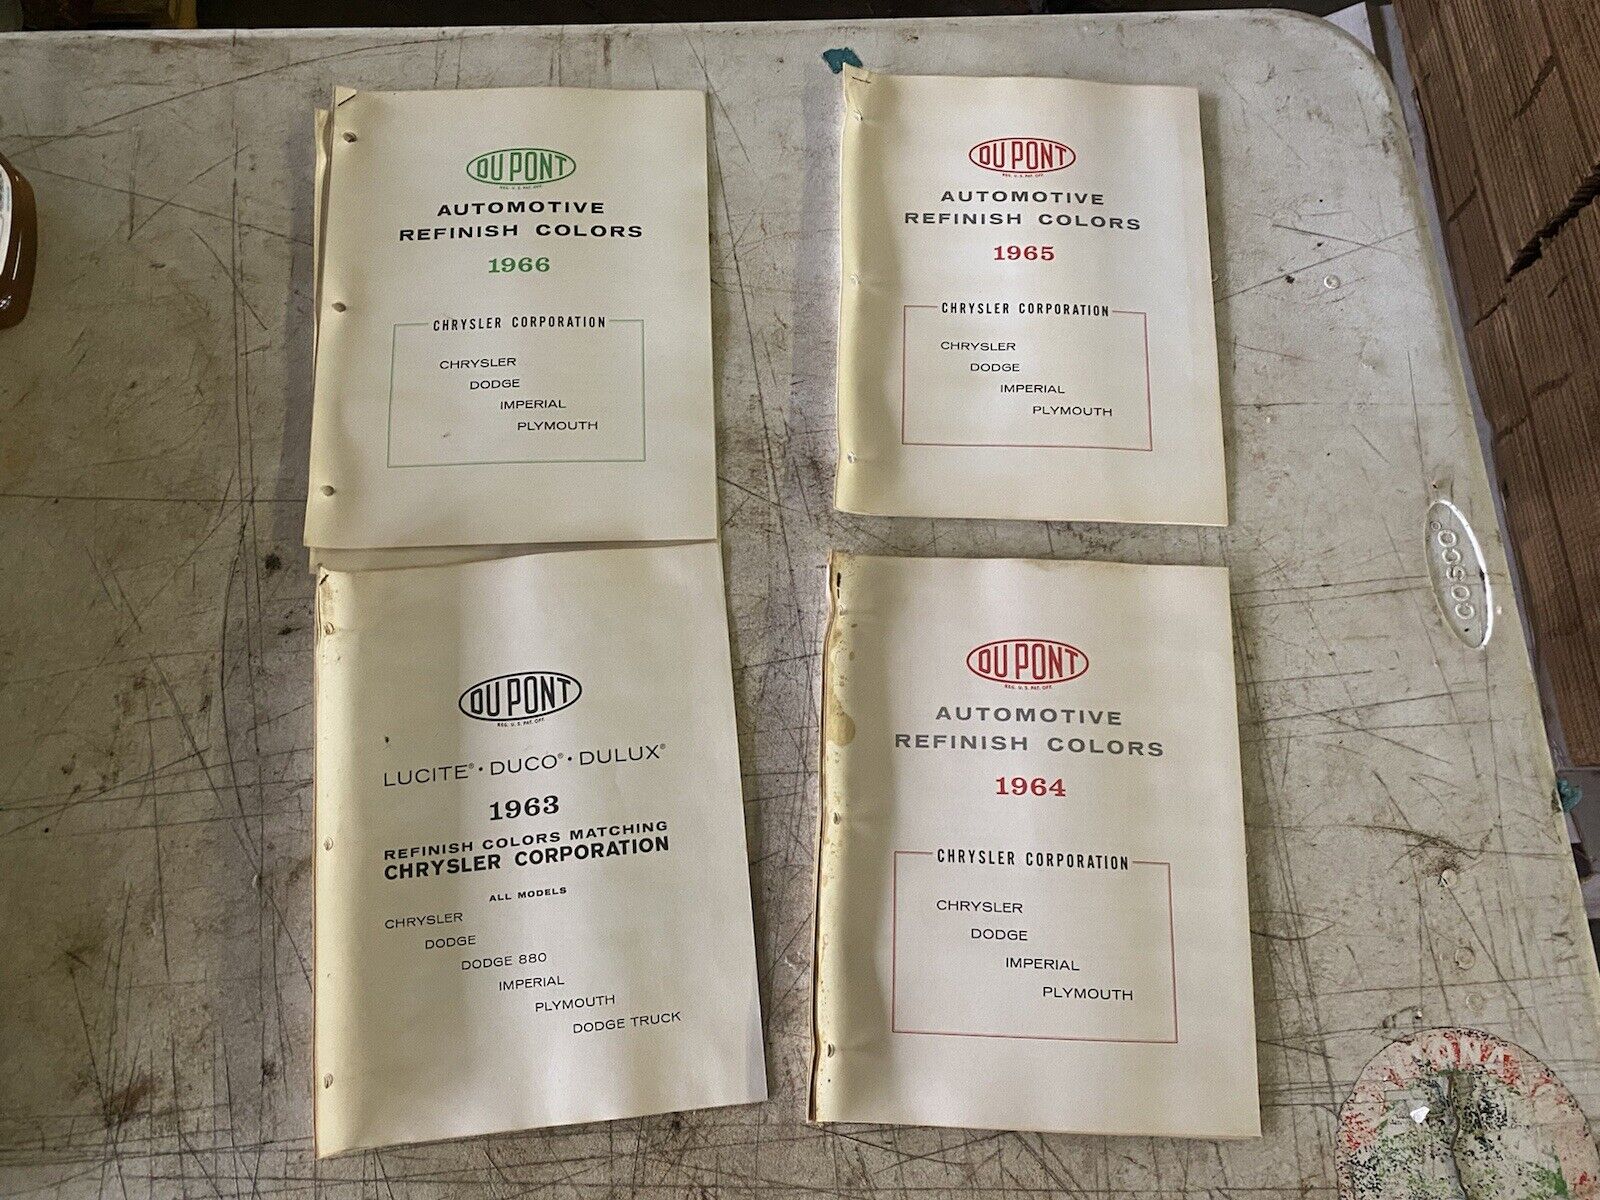 DU PONT
REG. U.S. PAT. OFF.
AUTOMOTIVE
REFINISH COLORS
1966
CHRYSLER CORPORATION
CHRYSLER
DODGE
IMPERIAL
PLYMOUTH
DU PONT
REG. U.S. PAT. OFF.
AUTOMOTIVE
REFINISH COLORS
1965
CHRYSLER CORPORATION
CHRYSLER
DODGE
IMPERIAL
PLYMOUTH
DU PONT
REG. U.S. PAT. OFF.
LUCITE®·DUCO®·DULUX®
1963
REFINISH COLORS MATCHING
CHRYSLER CORPORATION
ALL MODELS
CHRYSLER
DODGE
DODGE 880
IMPERIAL
PLYMOUTH
DODGE TRUCK
DU PONT
REG. U.S. PAT. OFF.
AUTOMOTIVE
REFINISH COLORS
1964
CHRYSLER CORPORATION
CHRYSLER
DODGE
IMPERIAL
PLYMOUTH
COSCO®